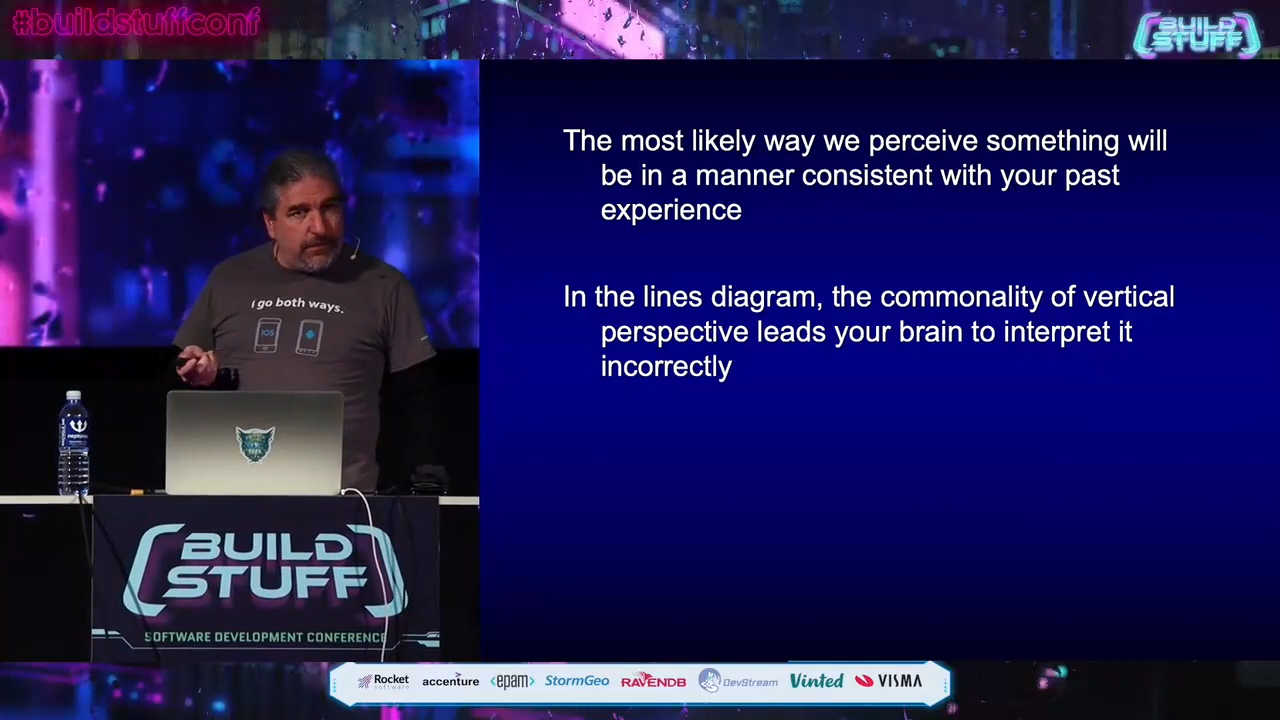 #buildstuffconf
BUILD
STUFF
The most likely way we perceive something will
be in a manner consistent with your past
experience
In the lines diagram, the commonality of vertical
perspective leads your brain to interpret it
incorrectly
I go both ways.
iOS
BUILD
STUFF
SOFTWARE DEVELOPMENT CONFERENCE
Rocket
software
accenture
<epam>
StormGeo
RAVENDB
DevStream
Vinted
VISMA